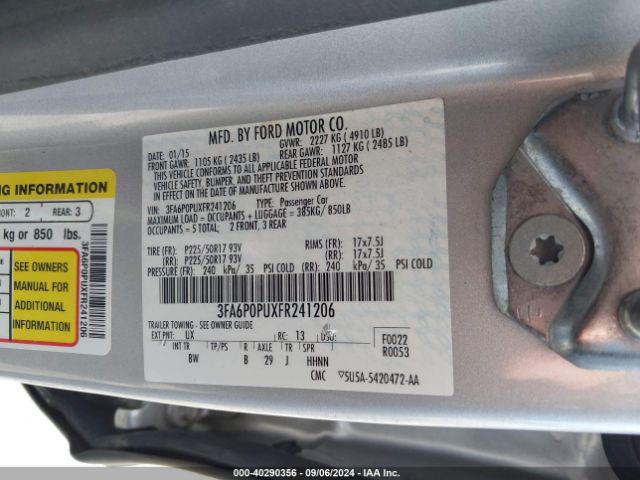 MFD. BY FORD MOTOR CO.
DATE: 01/15 GVWR: 2227 KG (4910 LB)
FRONT GAWR: 1105 KG (2435 LB) REAR GAWR: 1127 KG (2485 LB)
THIS VEHICLE CONFORMS TO ALL APPLICABLE FEDERAL MOTOR
VEHICLE SAFETY, BUMPER, AND THEFT PREVENTION STANDARDS
IN EFFECT ON THE DATE OF MANUFACTURE SHOWN ABOVE.
VIN: 3FA6P0PUXFR241206 TYPE: Passenger Car
MAXIMUM LOAD = OCCUPANTS + LUGGAGE = 385KG/ 850LB
OCCUPANTS = 5 TOTAL; 2 FRONT, 3 REAR
TIRE (FR): P225/50R17 93V RIMS (FR): 17x7.5J
(RR): P225/50R17 93V (RR): 17x7.5J
PRESSURE (FR): 240 kPa/ 35 PSI COLD (RR): 240 kPa/ 35 PSI COLD
3FA6P0PUXFR241206
TRAILER TOWING - SEE OWNER GUIDE
EXT PNT: UX RC: 13 DSO: F0022
R0053
INT TR TP/PS R AXLE TR SPR
BW B 29 J HHNN
CMC 5U5A-5420472-AA
NG INFORMATION
FRONT: 2 REAR: 3
kg or 850 lbs.
SEE OWNERS
MANUAL FOR
ADDITIONAL
INFORMATION
3FA6P0PUXFR241206
000-40290356 - 09/06/2024 - IAA Inc.